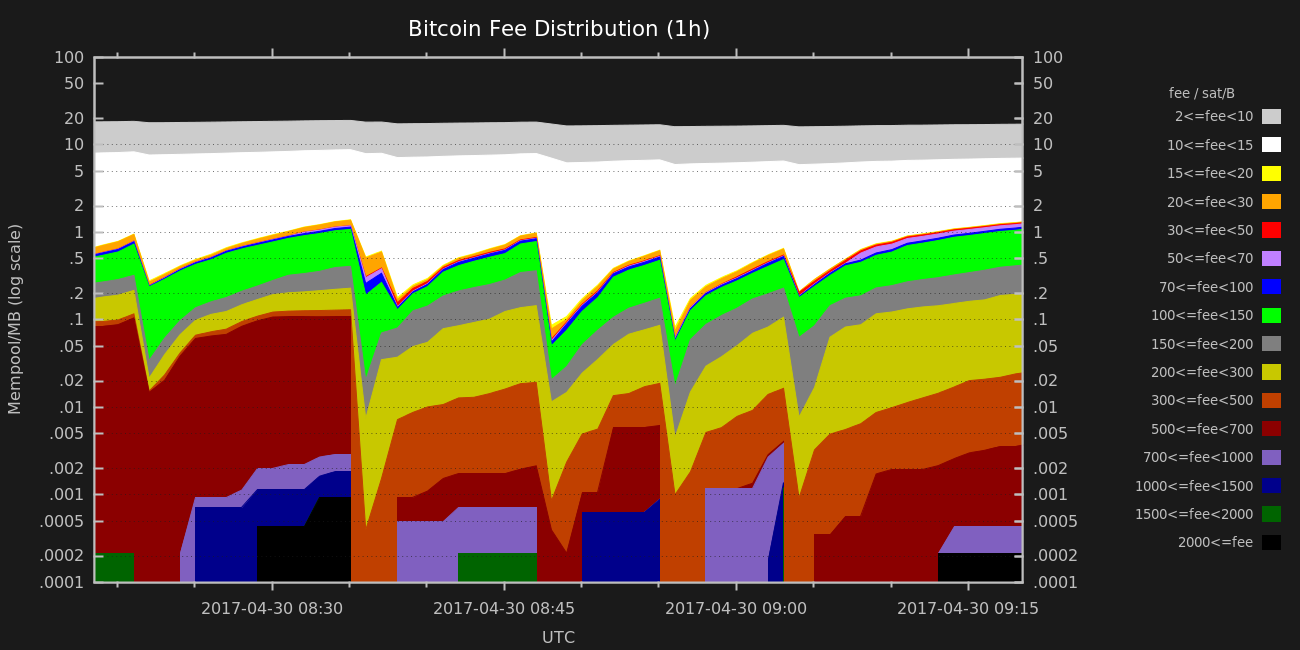 Bitcoin Fee Distribution (1h)
100 100
50 50
20 20
10 10
5 5
2 2
1 1
.5 .5
.2 .2
.1 .1
.05 .05
.02 .02
.01 .01
.005 .005
.002 .002
.001 .001
.0005 .0005
.0002 .0002
.0001 .0001
Mempool/MB (log scale)
2017-04-30 08:30 2017-04-30 08:45 2017-04-30 09:00 2017-04-30 09:15
UTC
fee / sat/B
2<=fee<10
10<=fee<15
15<=fee<20
20<=fee<30
30<=fee<50
50<=fee<70
70<=fee<100
100<=fee<150
150<=fee<200
200<=fee<300
300<=fee<500
500<=fee<700
700<=fee<1000
1000<=fee<1500
1500<=fee<2000
2000<=fee